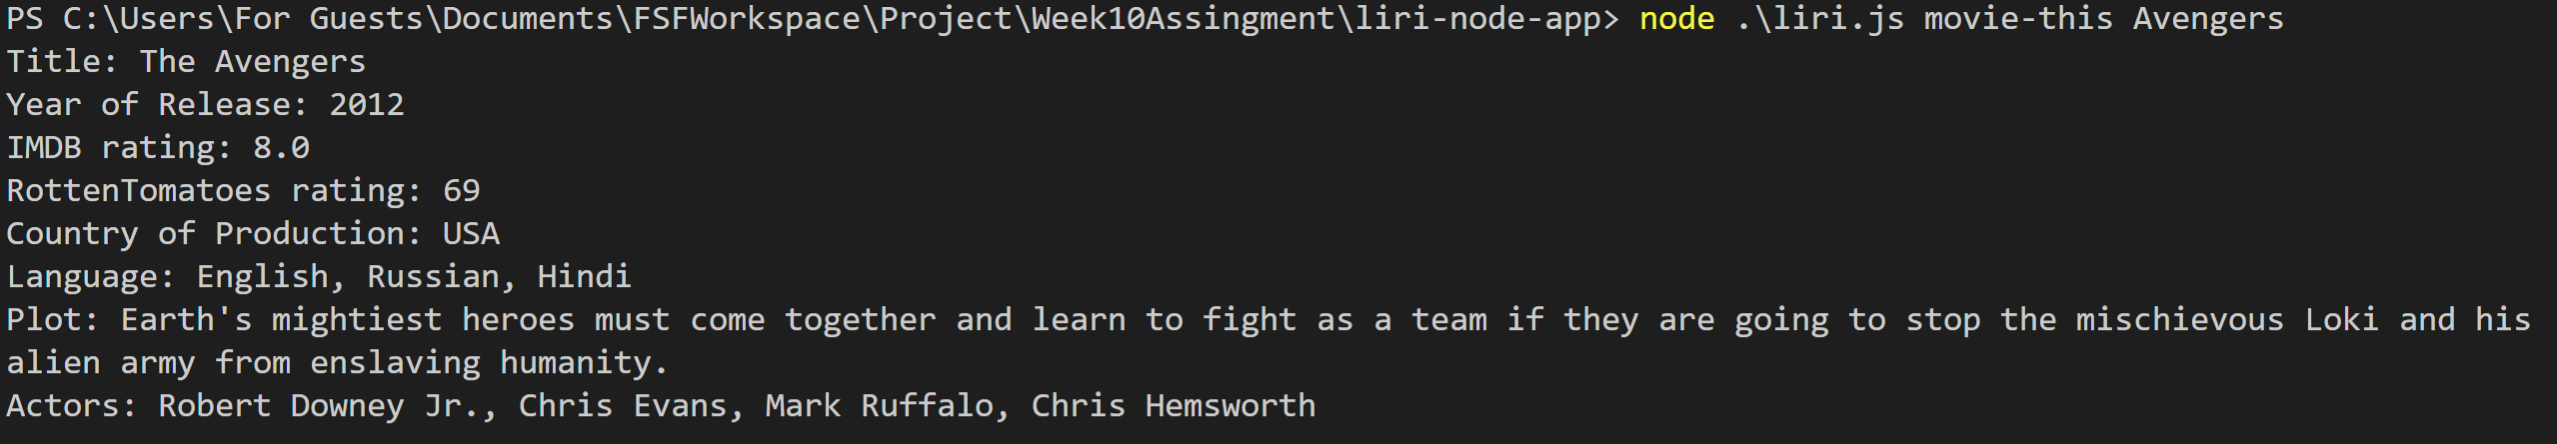 PS C:\Users\For Guests\Documents\FSFWorkspace\Project\Week10Assingment\liri-node-app> node .\liri.js movie-this Avengers
Title: The Avengers
Year of Release: 2012
IMDB rating: 8.0
RottenTomatoes rating: 69
Country of Production: USA
Language: English, Russian, Hindi
Plot: Earth's mightiest heroes must come together and learn to fight as a team if they are going to stop the mischievous Loki and his
alien army from enslaving humanity.
Actors: Robert Downey Jr., Chris Evans, Mark Ruffalo, Chris Hemsworth